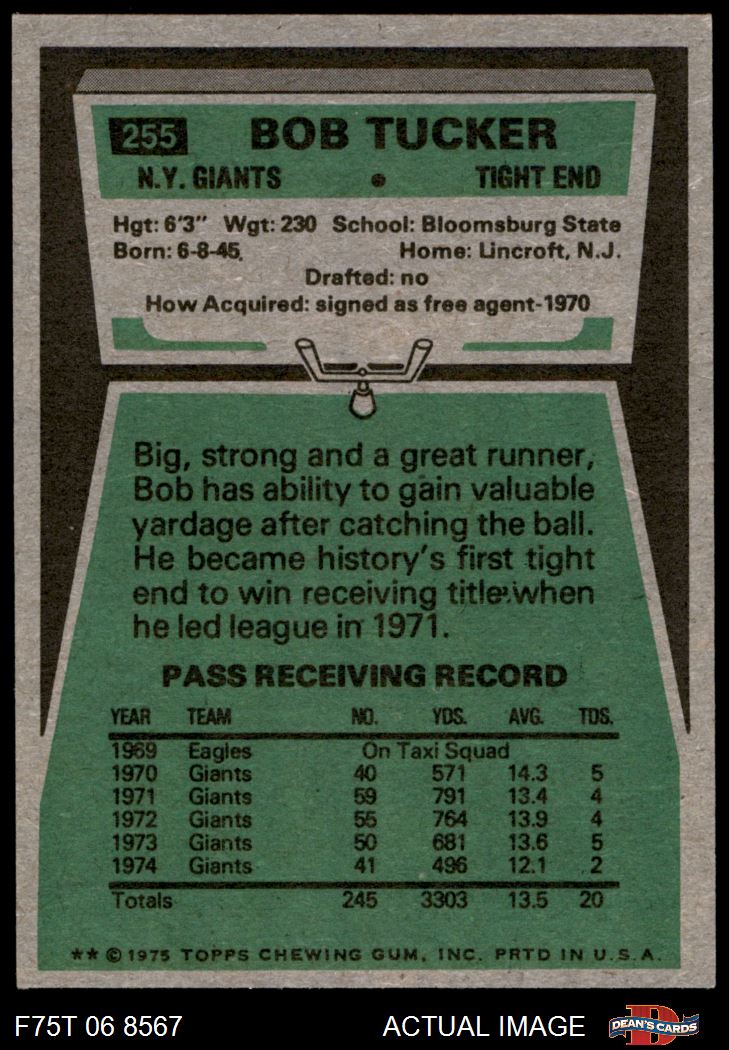 255 BOB TUCKER
N.Y. GIANTS • TIGHT END
Hgt: 6'3" Wgt: 230 School: Bloomsburg State
Born: 6-8-45 Home: Lincroft, N.J.
Drafted: no
How Acquired: signed as free agent-1970
Big, strong and a great runner,
Bob has ability to gain valuable
yardage after catching the ball.
He became history's first tight
end to win receiving title when
he led league in 1971.
PASS RECEIVING RECORD
YEAR TEAM NO. YDS. AVG. TDS.
1969 Eagles On Taxi Squad
1970 Giants 40 571 14.3 5
1971 Giants 59 791 13.4 4
1972 Giants 55 764 13.9 4
1973 Giants 50 681 13.6 5
1974 Giants 41 496 12.1 2
Totals 245 3303 13.5 20
** © 1975 TOPPS CHEWING GUM, INC. PRTD IN U.S.A.
F75T 06 8567 ACTUAL IMAGE DEAN'S CARDS